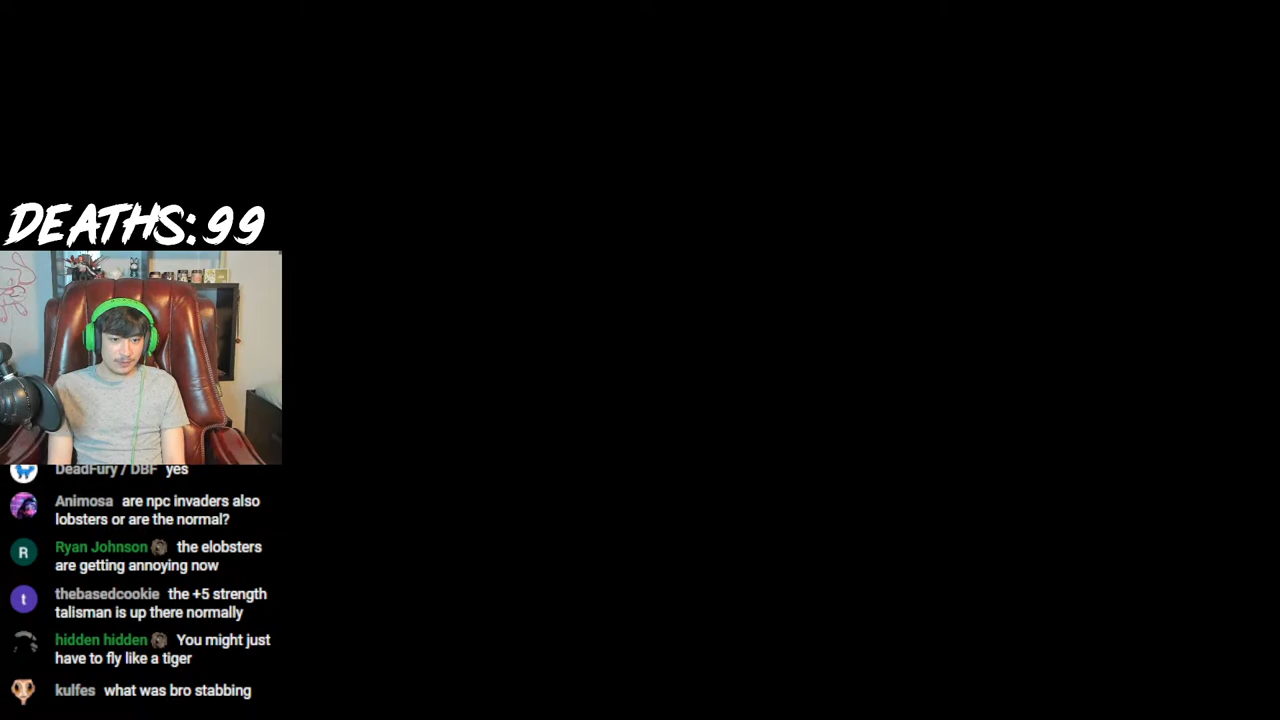 DEATHS: 99
DeadFury / DBF yes
Animosa are npc invaders also
lobsters or are the normal?
R
Ryan Johnson the elobsters
are getting annoying now
t
thebasedcookie the +5 strength
talisman is up there normally
hidden hidden You might just
have to fly like a tiger
kulfes what was bro stabbing